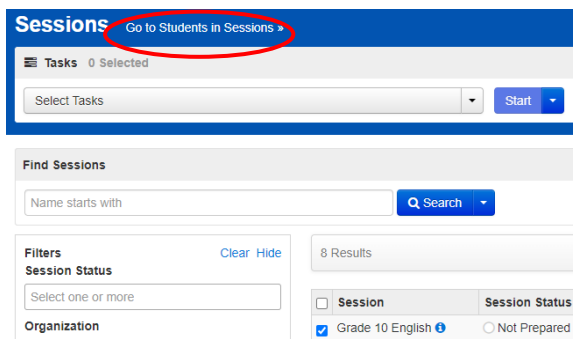 Sessions Go to Students in Sessions »
Tasks 0 Selected
Select Tasks
Start
Find Sessions
Name starts with
Search
Filters Clear Hide
Session Status
Select one or more
Organization
8 Results
Session Session Status
Grade 10 English Not Prepared